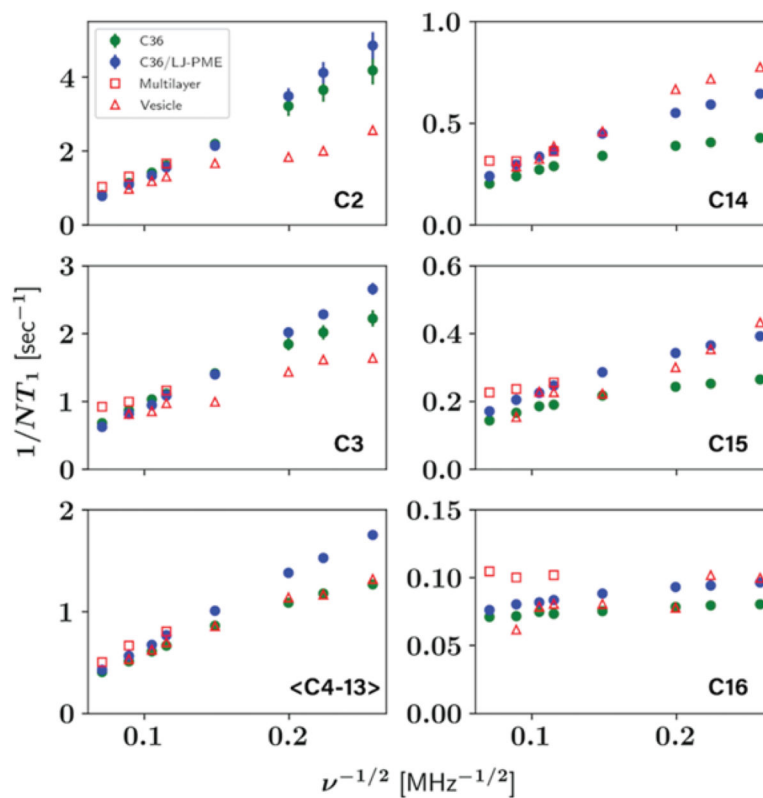 C36
C36/LJ-PME
Multilayer
Vesicle
4
2
0
C2
1.0
0.5
0.0
C14
3
2
1
0
C3
0.6
0.4
0.2
0.0
C15
2
1
0
<C4-13>
0.15
0.10
0.05
0.00
C16
0.1
0.2
0.1
0.2
1/NT₁ [sec⁻¹]
ν⁻¹/² [MHz⁻¹/²]